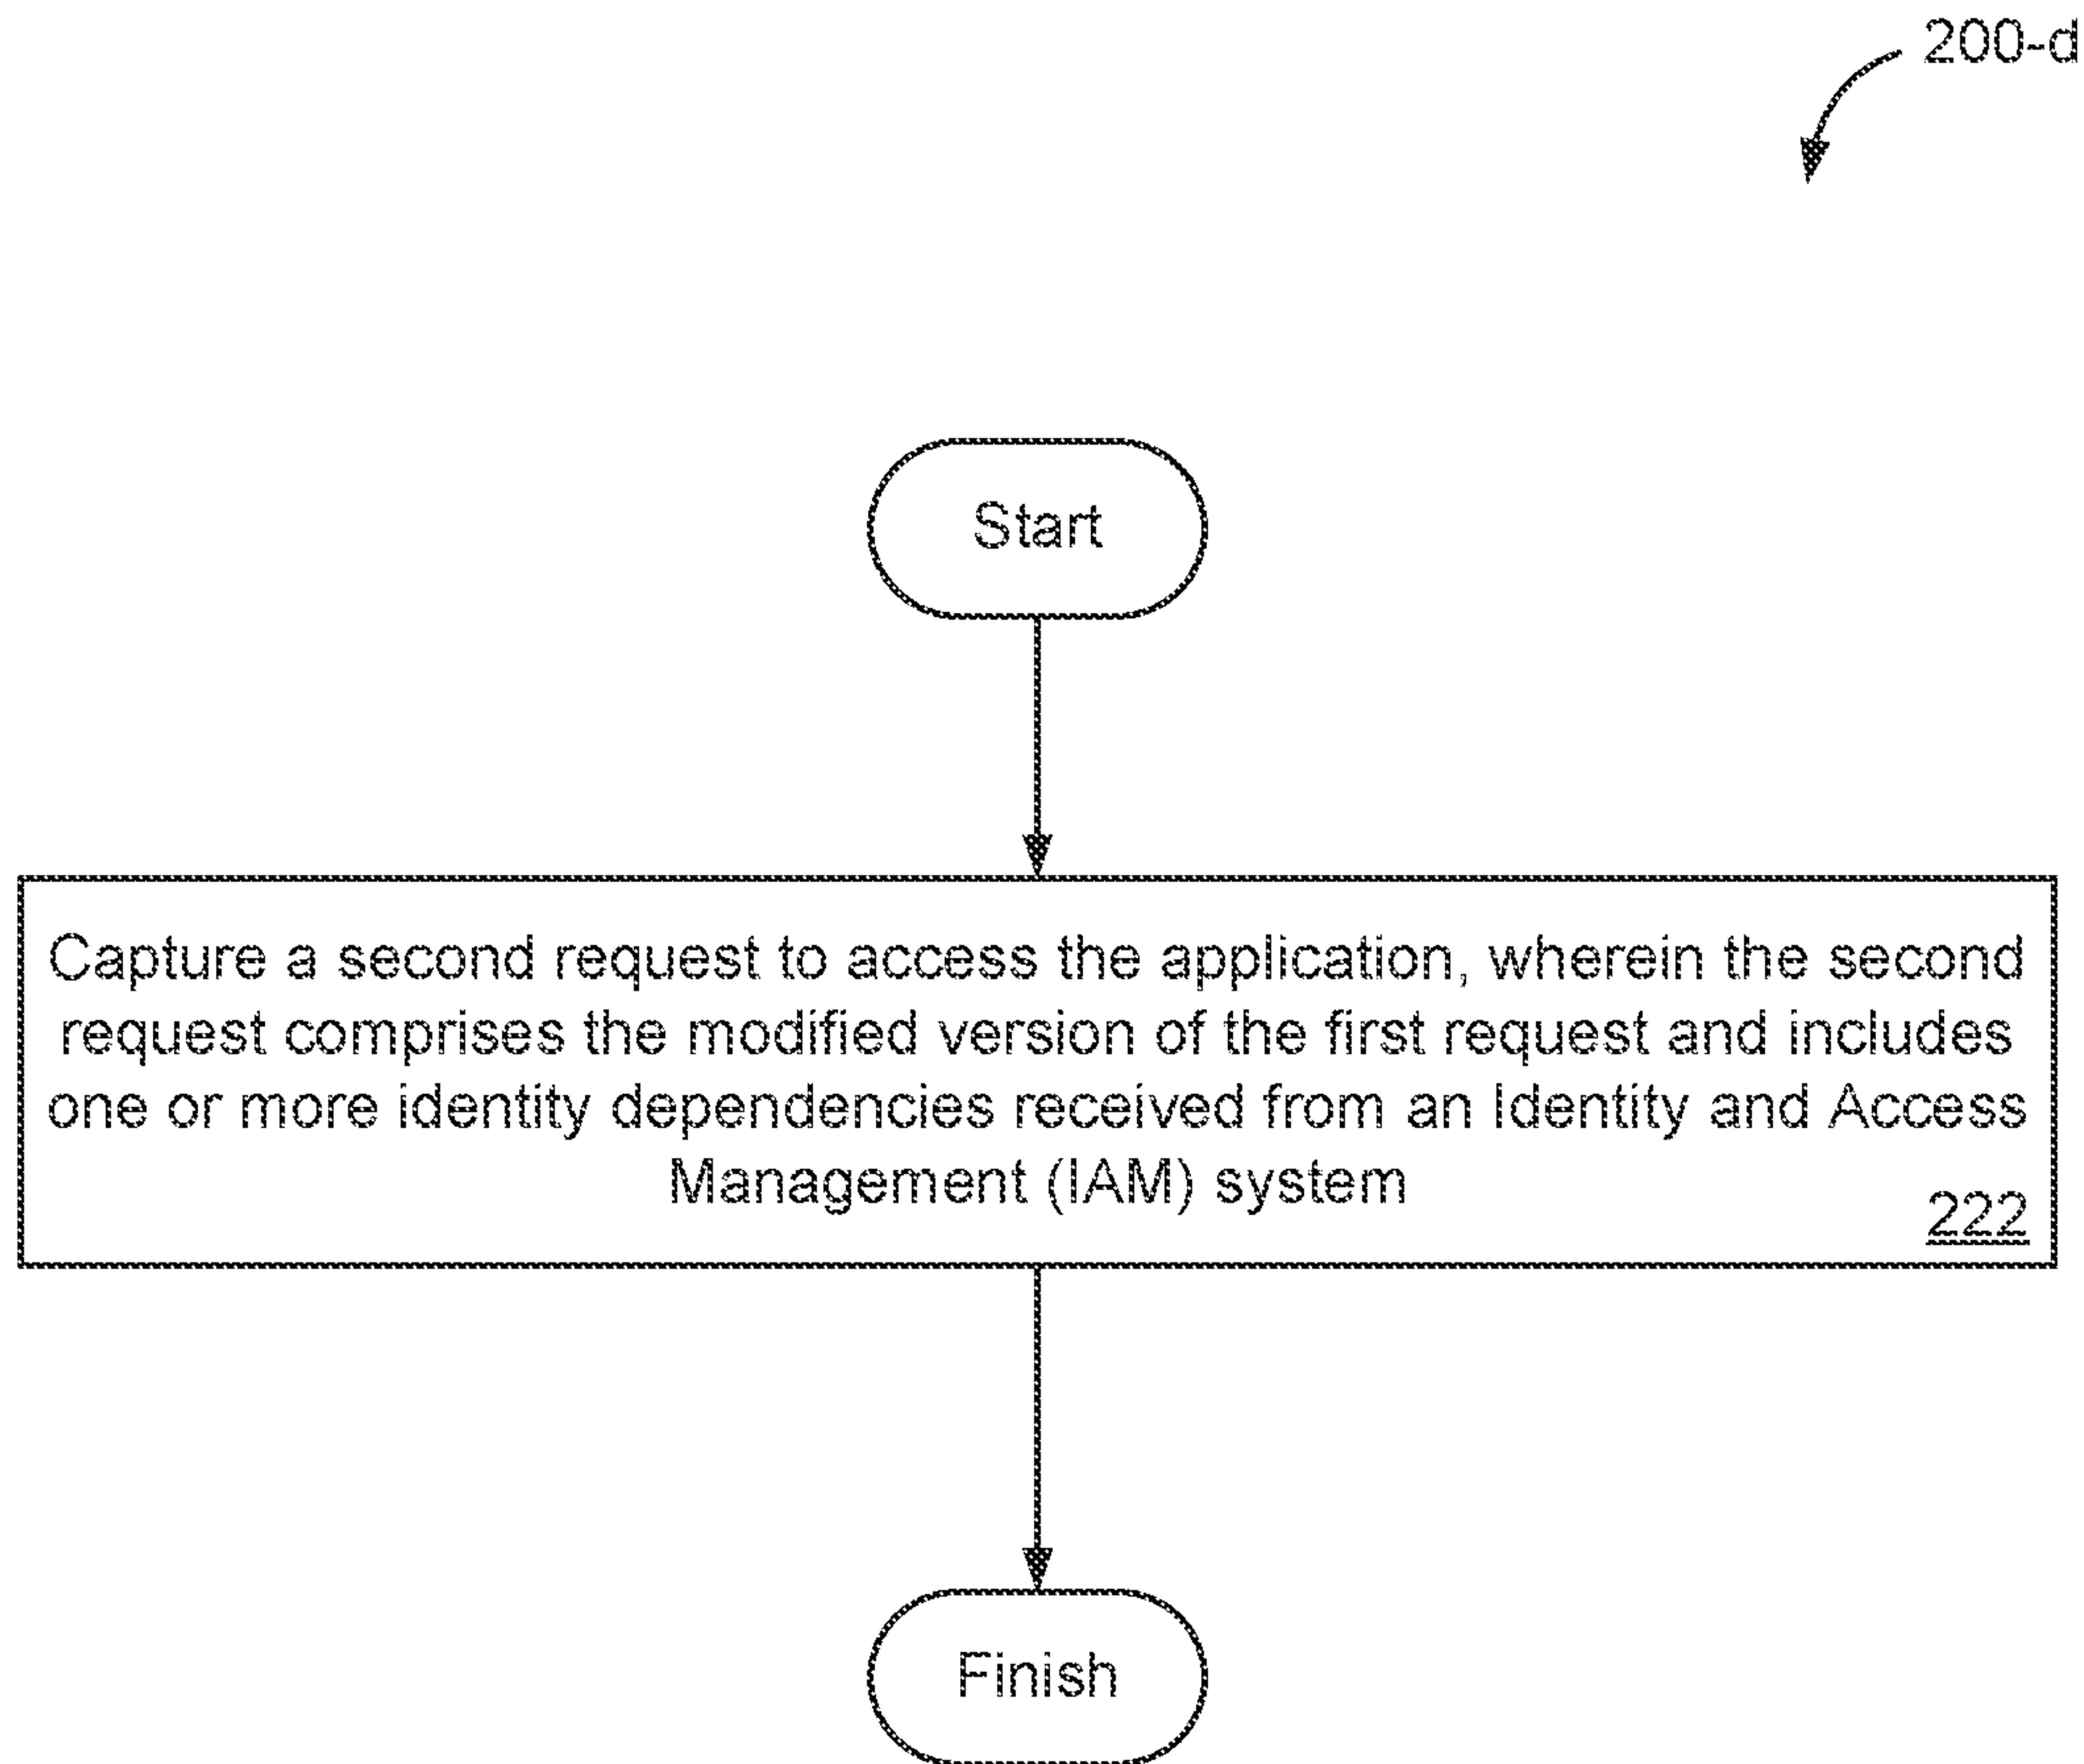 200-d
Start
Capture a second request to access the application, wherein the second
request comprises the modified version of the first request and includes
one or more identity dependencies received from an Identity and Access
Management (IAM) system
222
Finish